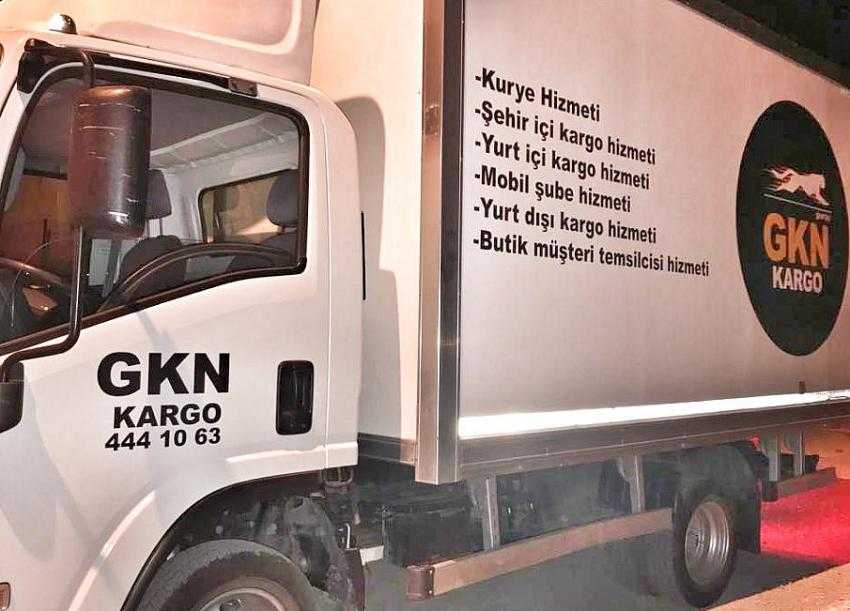 -Kurye Hizmeti
-Şehir içi kargo hizmeti
-Yurt içi kargo hizmeti
-Mobil şube hizmeti
-Yurt dışı kargo hizmeti
-Butik müşteri temsilcisi hizmeti
GKN
KARGO
GKN
KARGO
444 10 63